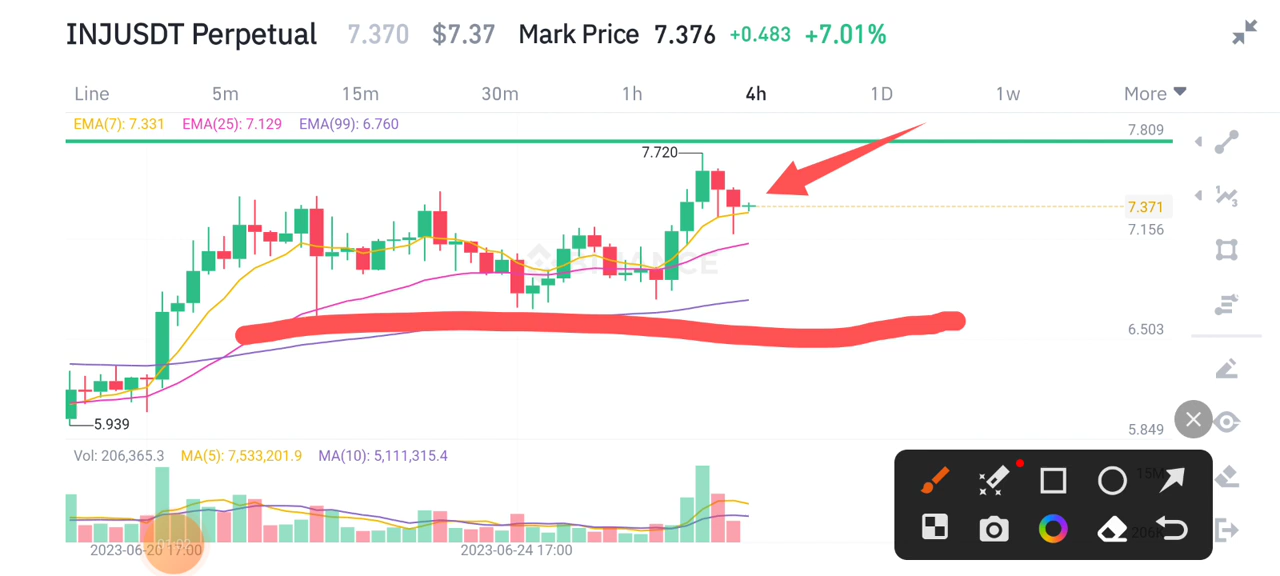 INJUSDT Perpetual 7.370 $7.37 Mark Price 7.376 +0.483 +7.01%
Line 5m 15m 30m 1h 4h 1D 1w More
EMA(7): 7.331 EMA(25): 7.129 EMA(99): 6.760
7.809
7.720
7.371
7.156
BINANCE
6.503
5.939
5.849
Vol: 206,365.3 MA(5): 7,533,201.9 MA(10): 5,111,315.4
15M
2023-06-20 17:00 2023-06-24 17:00